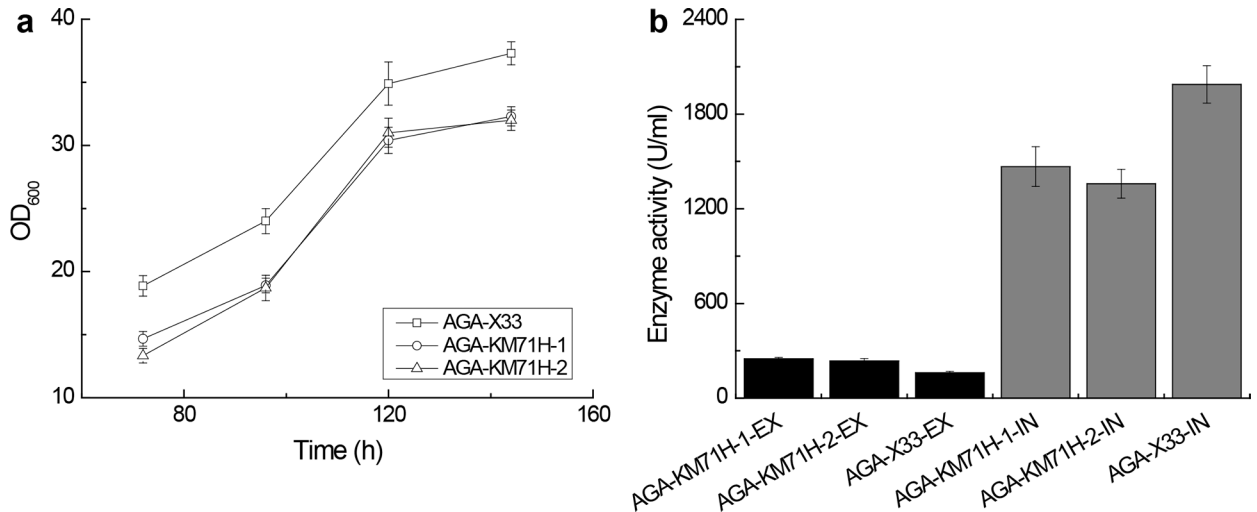 a
40
30
20
10
OD600
80
120
160
Time (h)
AGA-X33
AGA-KM71H-1
AGA-KM71H-2
b
2400
1800
1200
600
0
Enzyme activity (U/ml)
AGA-KM71H-1-EX
AGA-KM71H-2-EX
AGA-X33-EX
AGA-KM71H-1-IN
AGA-KM71H-2-IN
AGA-X33-IN